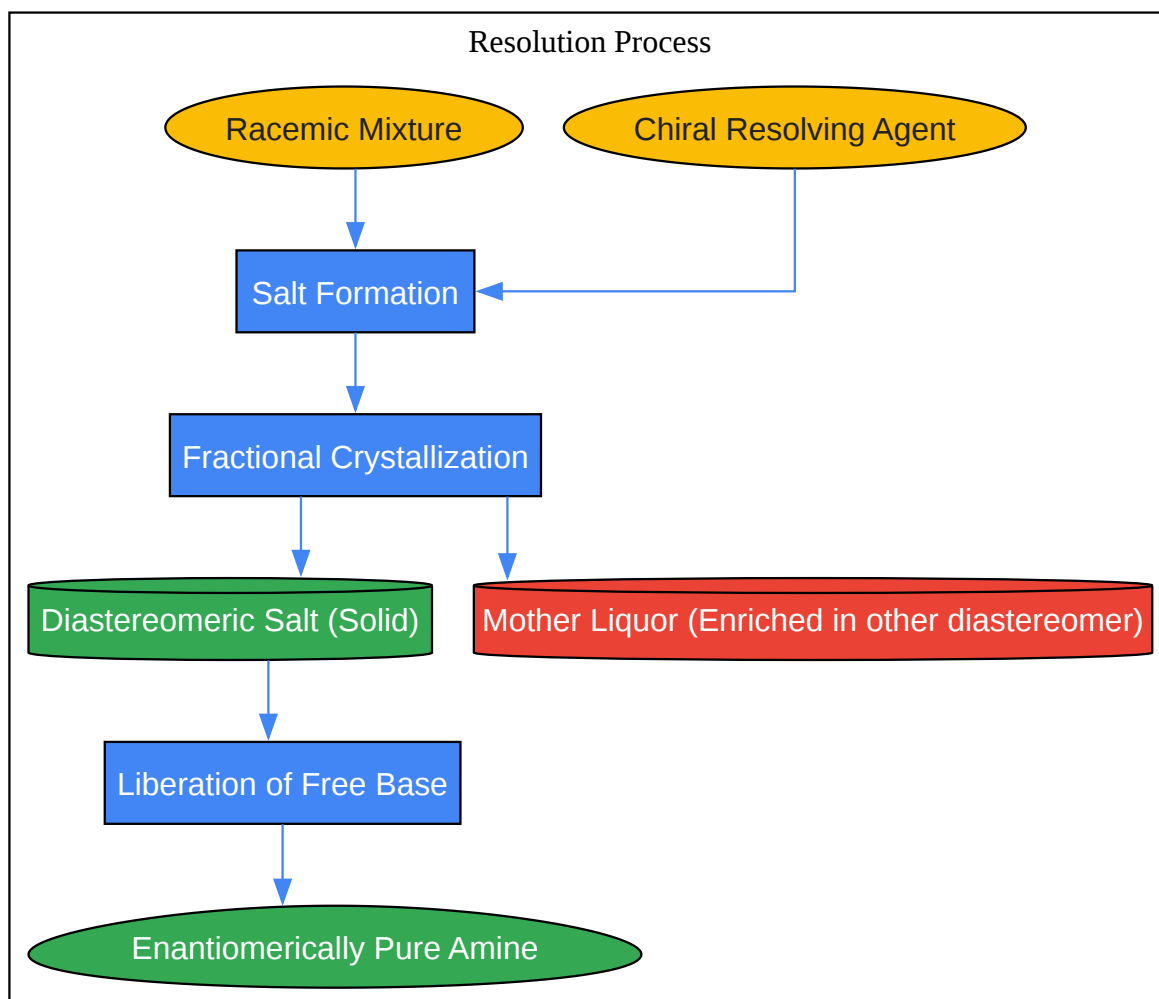 Resolution Process
Racemic Mixture
Chiral Resolving Agent
Salt Formation
Fractional Crystallization
Diastereomeric Salt (Solid)
Mother Liquor (Enriched in other diastereomer)
Liberation of Free Base
Enantiomerically Pure Amine